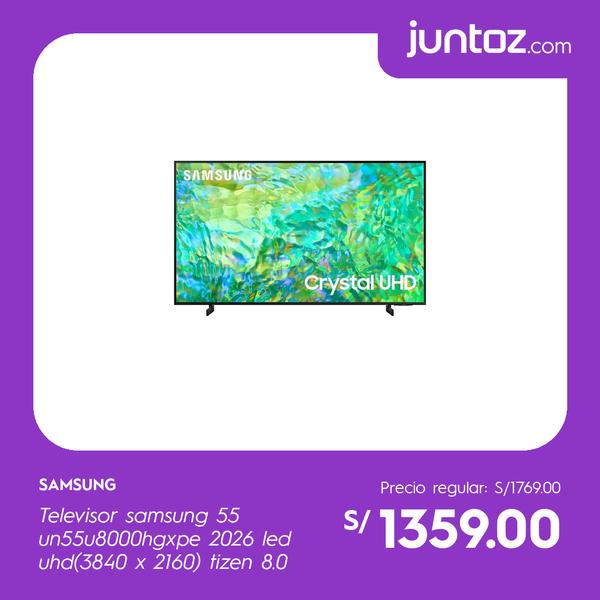 juntoz.com
SAMSUNG
Crystal UHD
SAMSUNG
Televisor samsung 55
un55u8000hgxpe 2026 led
uhd(3840 x 2160) tizen 8.0
Precio regular: S/1769.00
S/1359.00